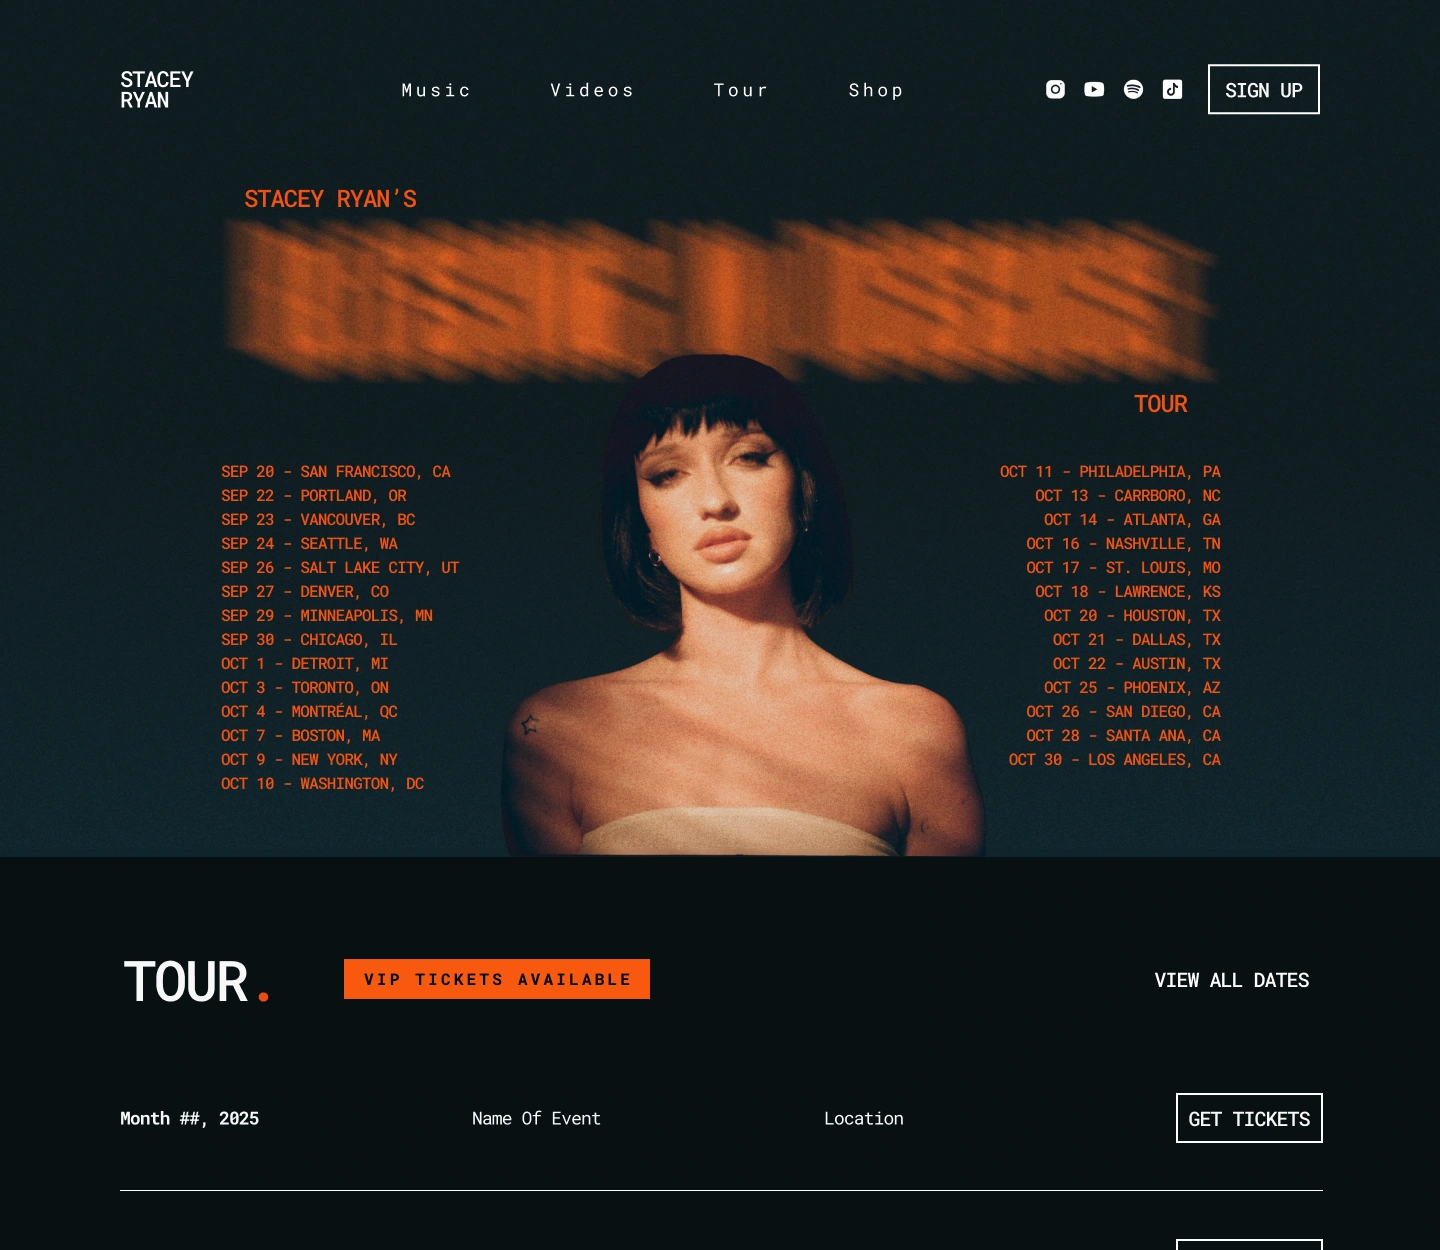 STACEY
RYAN
Music
Videos
Tour
Shop
SIGN UP
STACEY RYAN'S
TOUR
SEP 20 - SAN FRANCISCO, CA
SEP 22 - PORTLAND, OR
SEP 23 - VANCOUVER, BC
SEP 24 - SEATTLE, WA
SEP 26 - SALT LAKE CITY, UT
SEP 27 - DENVER, CO
SEP 29 - MINNEAPOLIS, MN
SEP 30 - CHICAGO, IL
OCT 1 - DETROIT, MI
OCT 3 - TORONTO, ON
OCT 4 - MONTRÉAL, QC
OCT 7 - BOSTON, MA
OCT 9 - NEW YORK, NY
OCT 10 - WASHINGTON, DC
OCT 11 - PHILADELPHIA, PA
OCT 13 - CARRBORO, NC
OCT 14 - ATLANTA, GA
OCT 16 - NASHVILLE, TN
OCT 17 - ST. LOUIS, MO
OCT 18 - LAWRENCE, KS
OCT 20 - HOUSTON, TX
OCT 21 - DALLAS, TX
OCT 22 - AUSTIN, TX
OCT 25 - PHOENIX, AZ
OCT 26 - SAN DIEGO, CA
OCT 28 - SANTA ANA, CA
OCT 30 - LOS ANGELES, CA
TOUR.
VIP TICKETS AVAILABLE
VIEW ALL DATES
Month ##, 2025
Name Of Event
Location
GET TICKETS